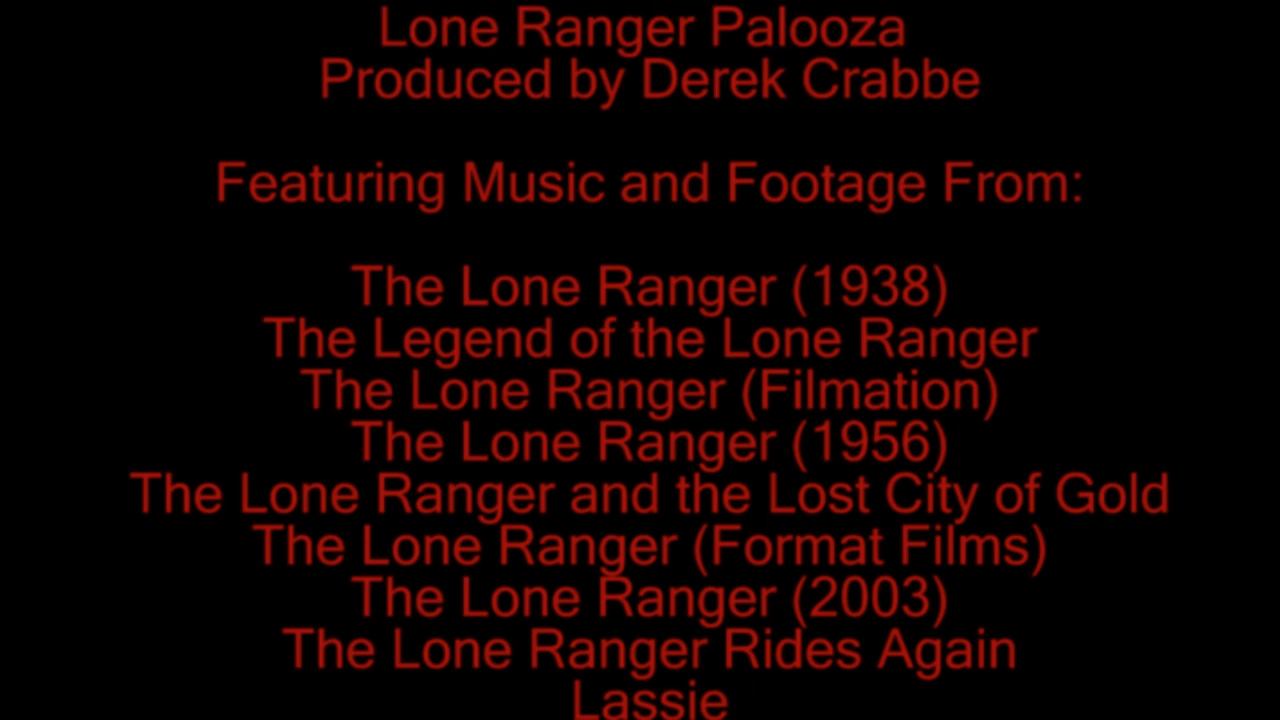 Lone Ranger Palooza
Produced by Derek Crabbe
Featuring Music and Footage From:
The Lone Ranger (1938)
The Legend of the Lone Ranger
The Lone Ranger (Filmation)
The Lone Ranger (1956)
The Lone Ranger and the Lost City of Gold
The Lone Ranger (Format Films)
The Lone Ranger (2003)
The Lone Ranger Rides Again
Lassie